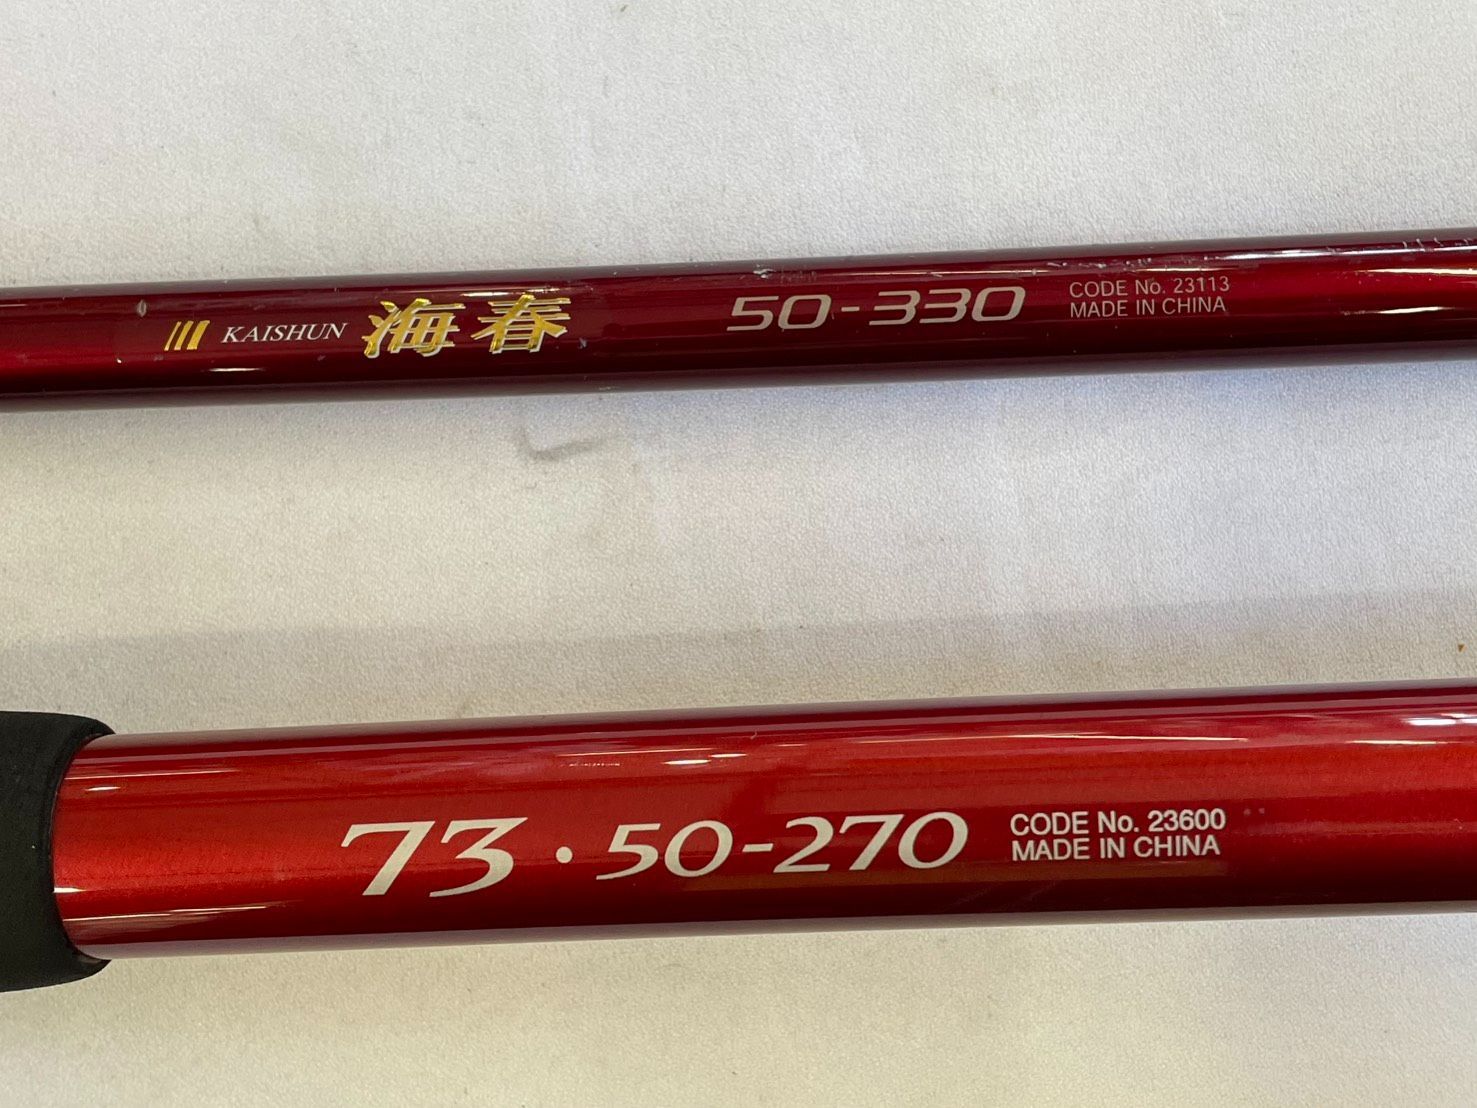 KAISHUN 海春 50-330 CODE No. 23113
MADE IN CHINA
73・50-270 CODE No. 23600
MADE IN CHINA